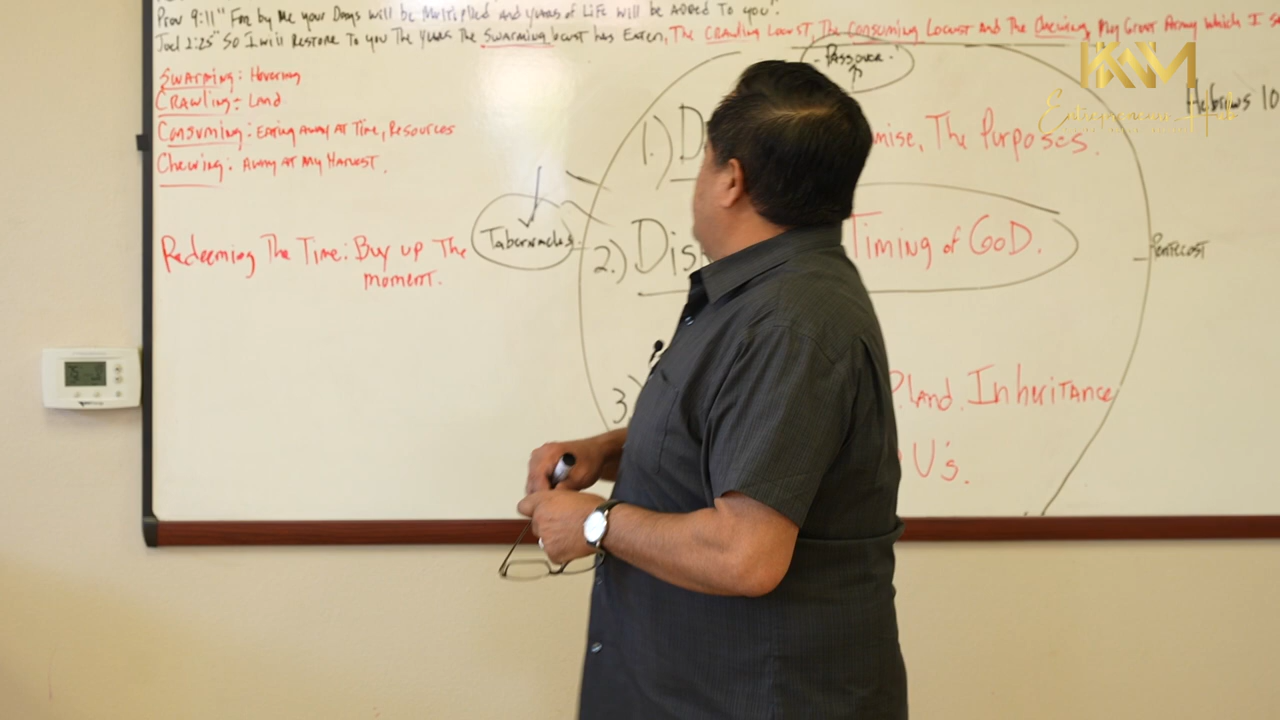 Prov 9:11" For by Me your Days will be Multiplied and years of Life will be Added To you".
Joel 2:25" So I will Restore To you The Years The Swarming locust has Eaten, The Crawling Locust, The Consuming Locust and the Chewing, My Great Army which I s
KNM
Entrepreneur Hub
Swarming: Hovering
Crawling: Land
Consuming: Eating Away At Time, Resources
Chewing: Away At My Harvest.
Passover
Hebrews 10
1.) D mise, The Purposes.
Tabernacles
2.) Dis Timing of GOD.
Pentecost
Redeeming The Time: Buy up The
moment.
3) Land Inheritance
U's.